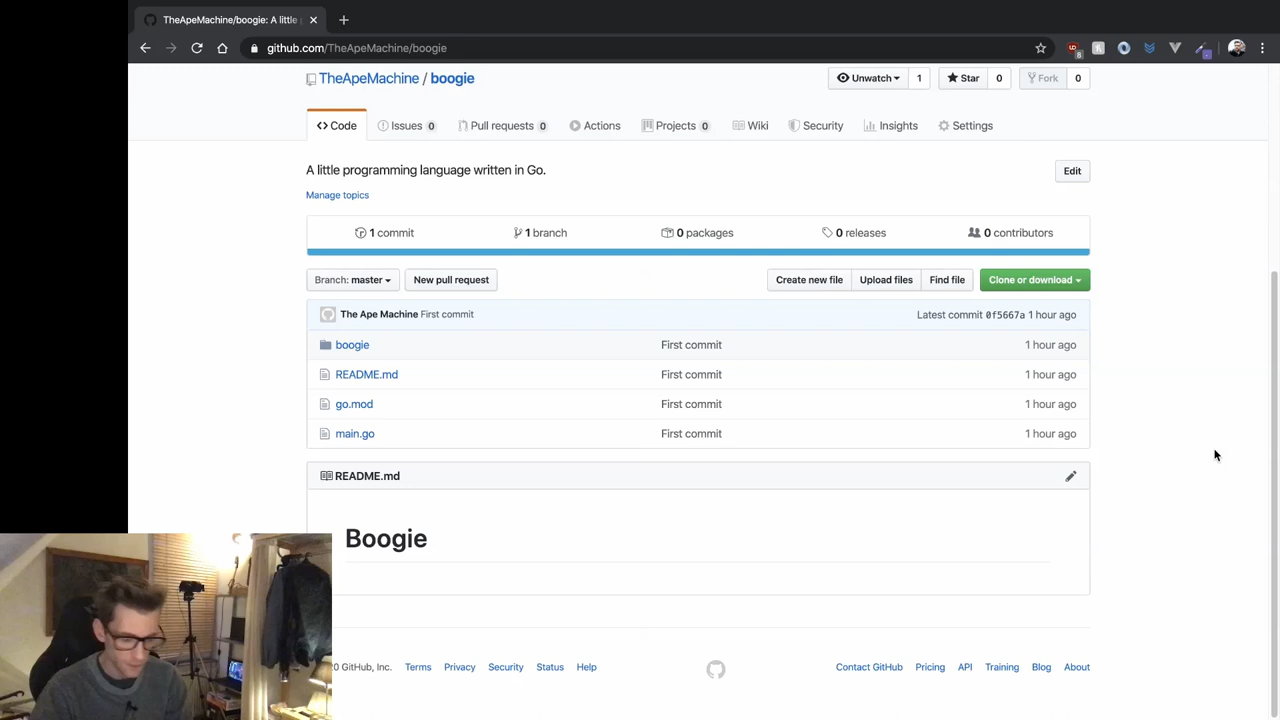 TheApeMachine/boogie: A little
github.com/TheApeMachine/boogie
8
TheApeMachine / boogie
Unwatch 1 Star 0 Fork 0
Code Issues 0 Pull requests 0 Actions Projects 0 Wiki Security Insights Settings
A little programming language written in Go. Edit
Manage topics
1 commit 1 branch 0 packages 0 releases 0 contributors
Branch: master New pull request Create new file Upload files Find file Clone or download
The Ape Machine First commit Latest commit 0f5667a 1 hour ago
boogie First commit 1 hour ago
README.md First commit 1 hour ago
go.mod First commit 1 hour ago
main.go First commit 1 hour ago
README.md
Boogie
0 GitHub, Inc. Terms Privacy Security Status Help Contact GitHub Pricing API Training Blog About